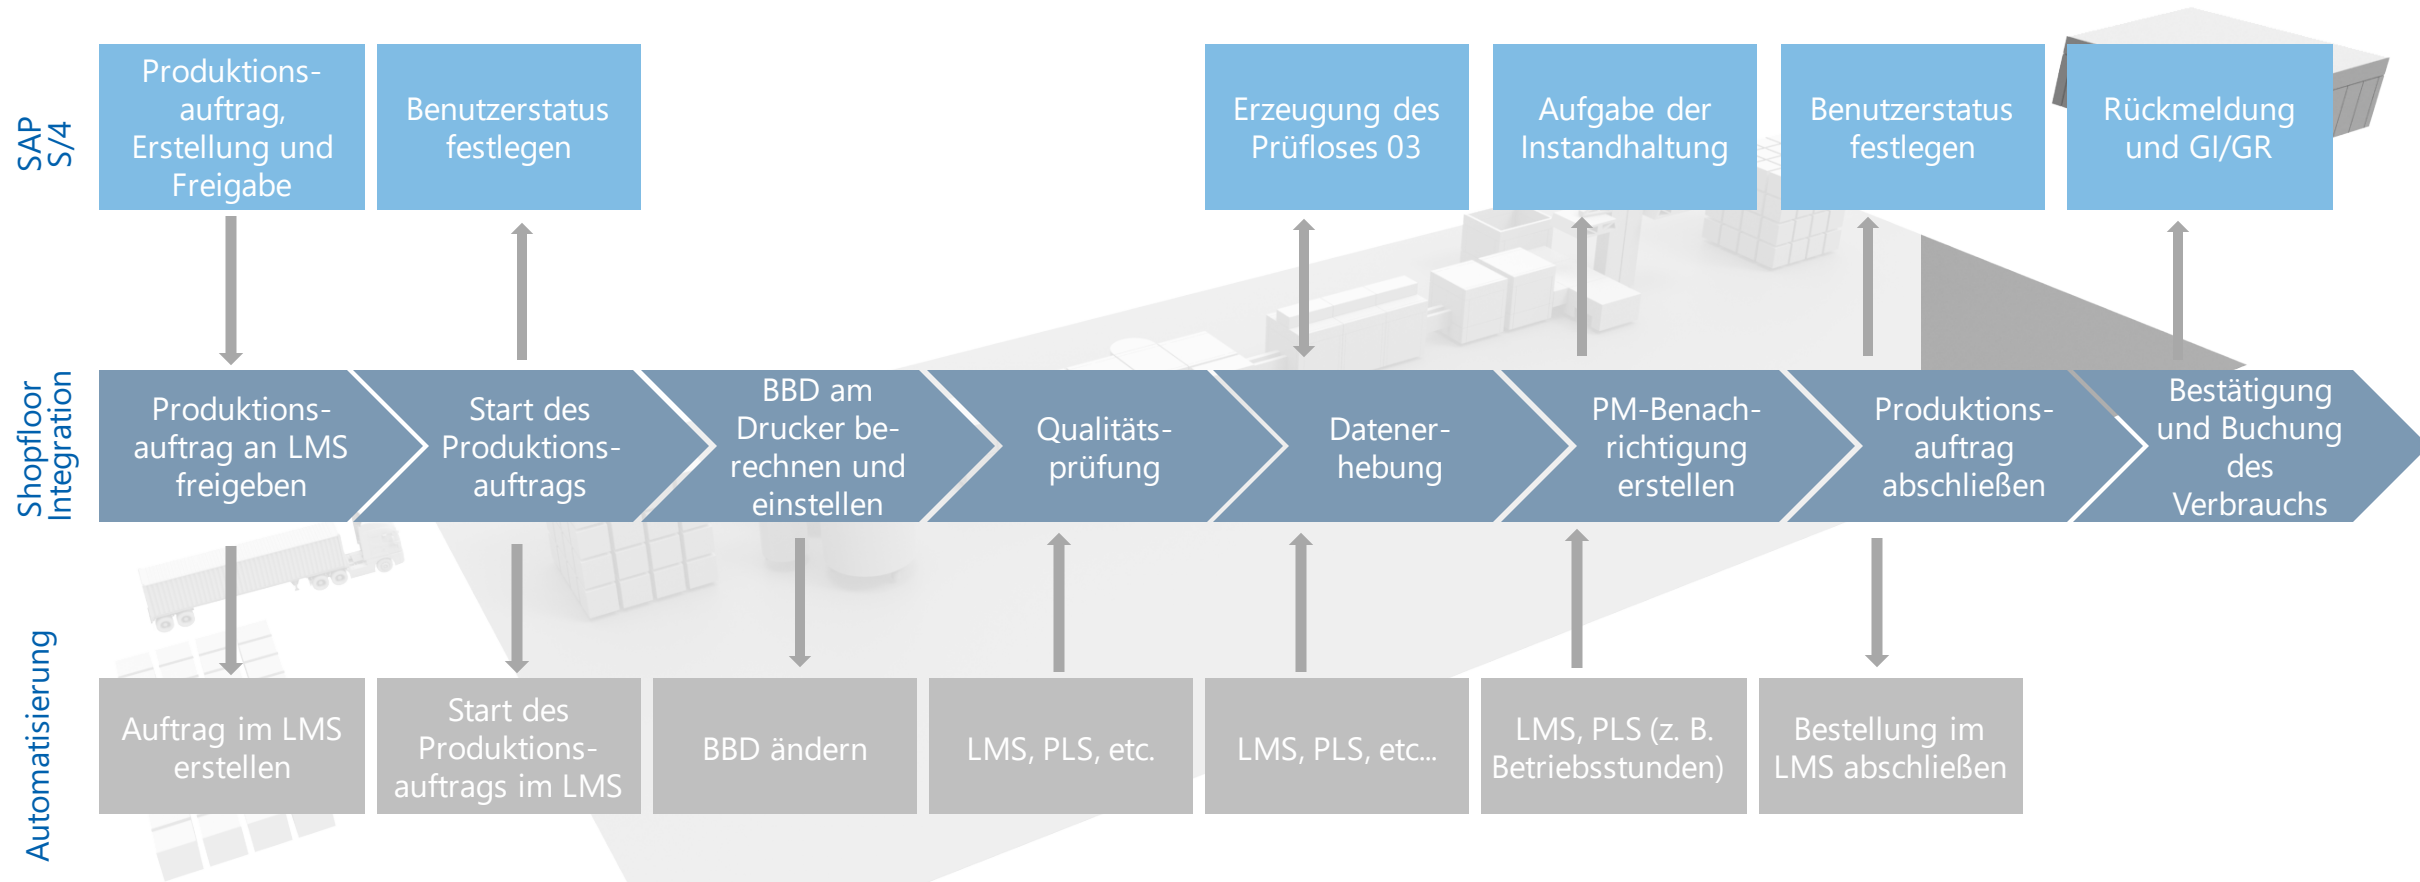 SAP
S/4
Produktions-
auftrag,
Erstellung und
Freigabe
Benutzerstatus
festlegen
Erzeugung des
Prüfloses 03
Aufgabe der
Instandhaltung
Benutzerstatus
festlegen
Rückmeldung
und GI/GR
Shopfloor
Integration
Produktions-
auftrag an LMS
freigeben
Start des
Produktions-
auftrags
BBD am
Drucker be-
rechnen und
einstellen
Qualitäts-
prüfung
Datener-
hebung
PM-Benach-
richtigung
erstellen
Produktions-
auftrag
abschließen
Bestätigung
und Buchung
des
Verbrauchs
Automatisierung
Auftrag im LMS
erstellen
Start des
Produktions-
auftrags im LMS
BBD ändern
LMS, PLS, etc.
LMS, PLS, etc...
LMS, PLS (z. B.
Betriebsstunden)
Bestellung im
LMS abschließen